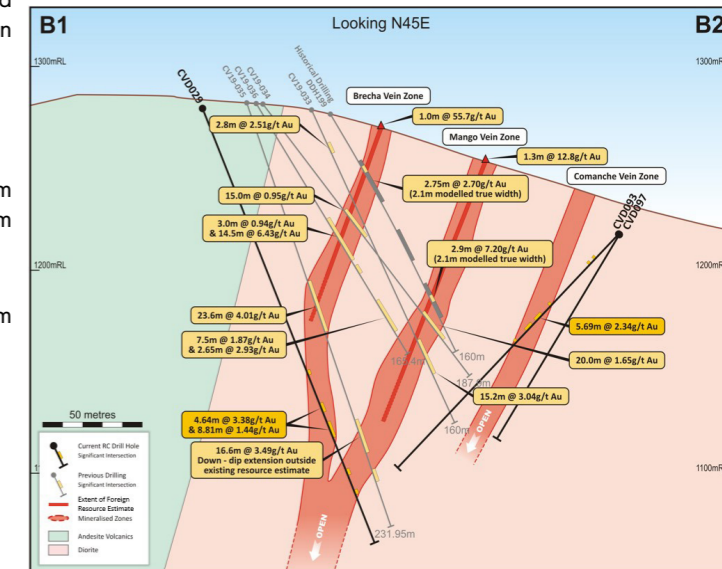 d
n
m
m
m
B1
Looking N45E
B2
1300mRL
1300mRL
CVD029
CV19-035
CV19-036
CV19-034
CV19-033
Historical Drilling
DDH199
Brecha Vein Zone
1.0m @ 55.7g/t Au
2.8m @ 2.51g/t Au
Mango Vein Zone
1.3m @ 12.8g/t Au
Comanche Vein Zone
2.75m @ 2.70g/t Au
(2.1m modelled true width)
15.0m @ 0.95g/t Au
3.0m @ 0.94g/t Au
& 14.5m @ 6.43g/t Au
CVD093
CVD097
2.9m @ 7.20g/t Au
(2.1m modelled true width)
1200mRL
1200mRL
23.6m @ 4.01g/t Au
5.69m @ 2.34g/t Au
7.5m @ 1.87g/t Au
& 2.65m @ 2.93g/t Au
160m
20.0m @ 1.65g/t Au
15.2m @ 3.04g/t Au
50 metres
4.64m @ 3.38g/t Au
& 8.81m @ 1.44g/t Au
160m
OPEN
16.6m @ 3.49g/t Au
Down - dip extension outside
existing resource estimate
1100mRL
Current RC Drill Hole
Significant Intersection
Previous Drilling
Significant Intersection
Extent of Foreign
Resource Estimate
Mineralised Zones
Andesite Volcanics
Diorite
OPEN
231.95m